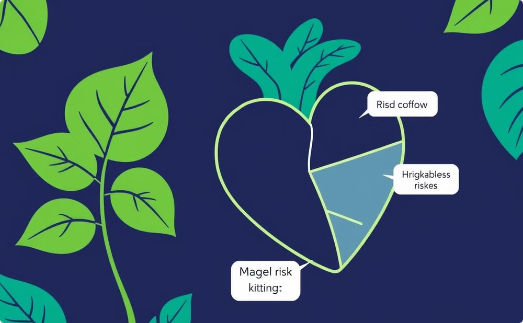 Risd coffow
Hrigkabless
riskes
Magel risk
kitting: